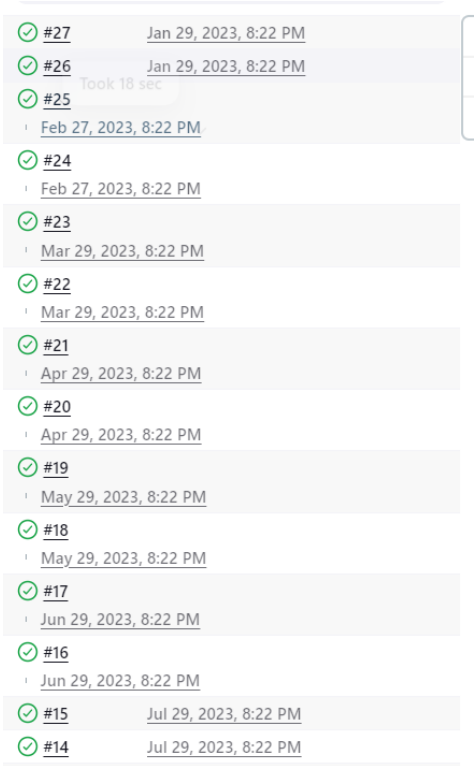 #27 Jan 29, 2023, 8:22 PM
#26 Jan 29, 2023, 8:22 PM
Took 18 sec
#25
Feb 27, 2023, 8:22 PM
#24
Feb 27, 2023, 8:22 PM
#23
Mar 29, 2023, 8:22 PM
#22
Mar 29, 2023, 8:22 PM
#21
Apr 29, 2023, 8:22 PM
#20
Apr 29, 2023, 8:22 PM
#19
May 29, 2023, 8:22 PM
#18
May 29, 2023, 8:22 PM
#17
Jun 29, 2023, 8:22 PM
#16
Jun 29, 2023, 8:22 PM
#15 Jul 29, 2023, 8:22 PM
#14 Jul 29, 2023, 8:22 PM